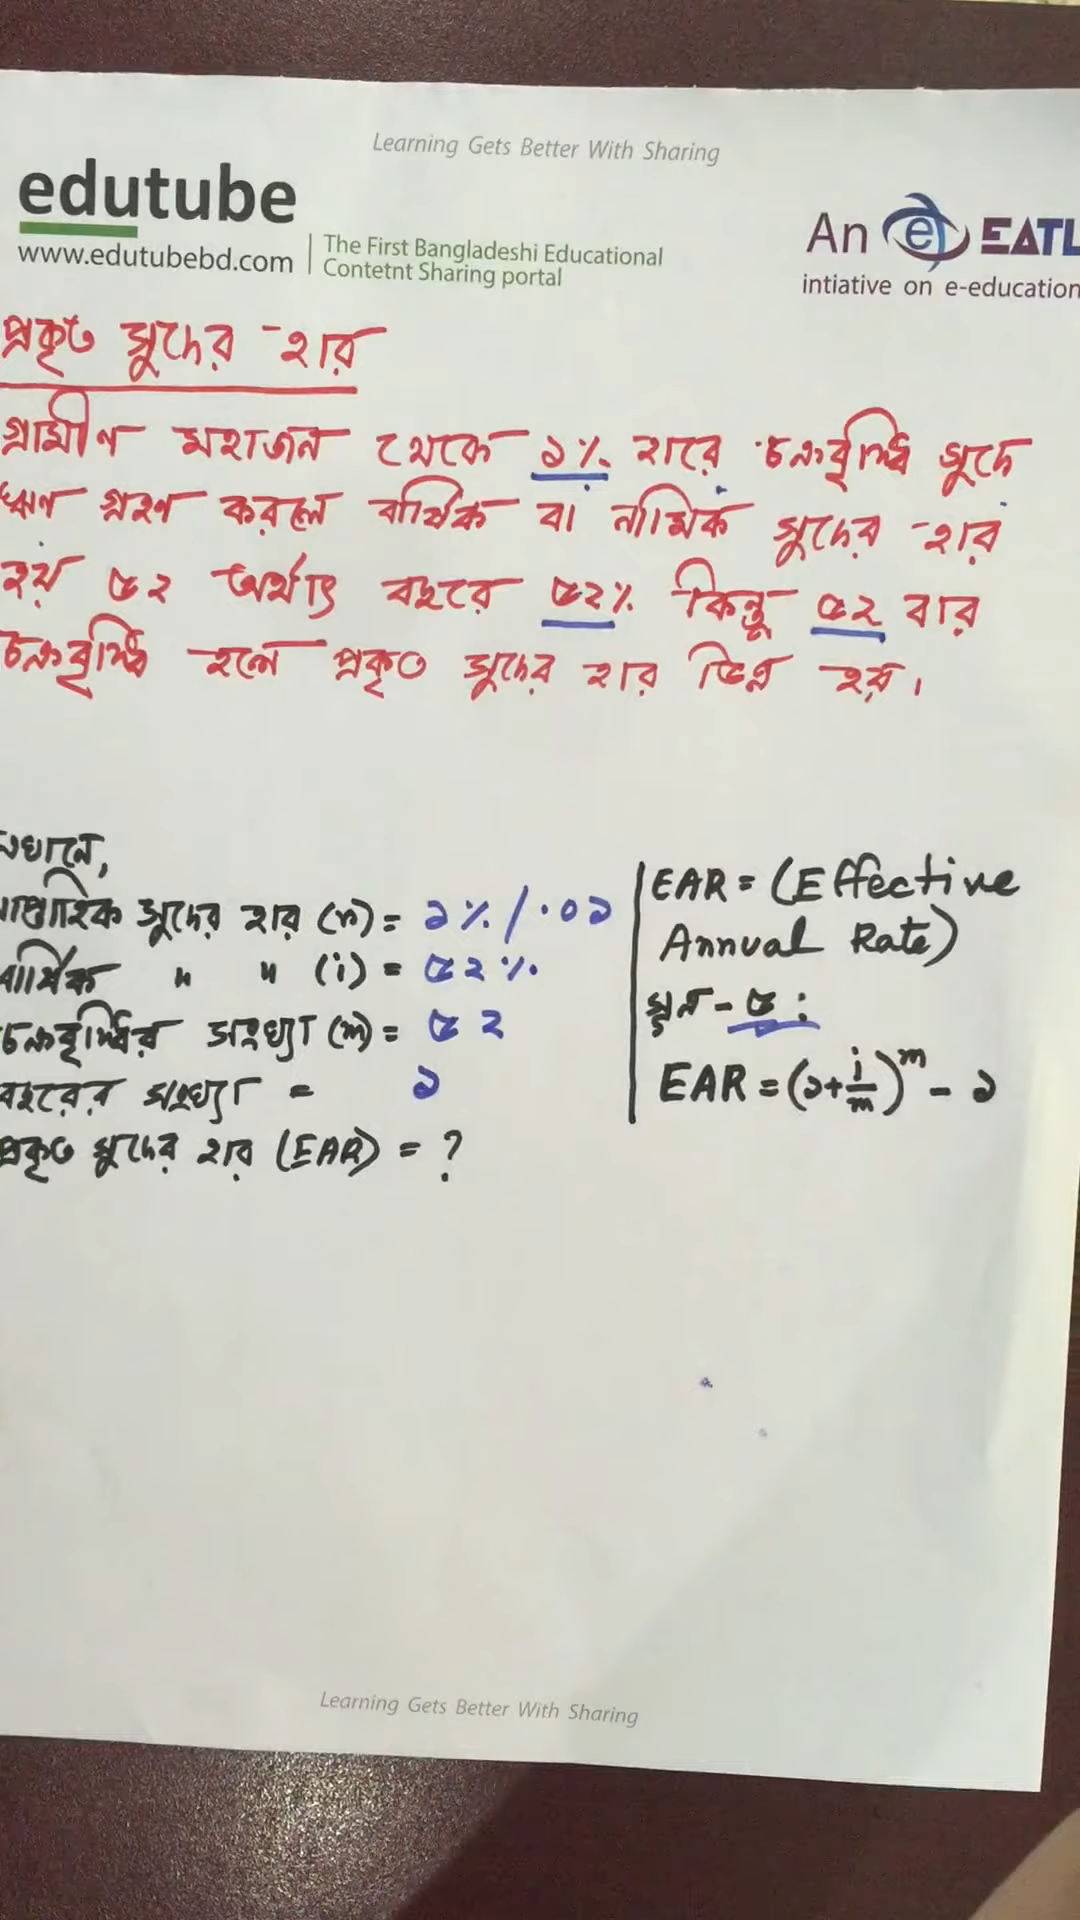 Learning Gets Better With Sharing
edutube
www.edutubebd.com
The First Bangladeshi Educational
Contetnt Sharing portal
An e EATL
intiative on e-education
প্রকৃত সুদের হার
গ্রামীণ মহাজন থেকে ১% হারে চক্রবৃদ্ধি সুদে
ঋণ গ্রহণ করলে বার্ষিক বা নামিক সুদের হার
হয় ৫২ অর্থাৎ বছরে ৫২% কিন্তু ৫২ বার
চক্রবৃদ্ধি হলে প্রকৃত সুদের হার ভিন্ন হয়।
এখানে,
সাপ্তাহিক সুদের হার (r) = ১% / .০১
বার্ষিক " " (i) = ৫২%
চক্রবৃদ্ধির সংখ্যা (m) = ৫২
বছরের সংখ্যা = ১
প্রকৃত সুদের হার (EAR) = ?
EAR = (Effective
Annual Rate)
সূত্র - ৫ :
EAR = (১+i/m)^m - ১
Learning Gets Better With Sharing